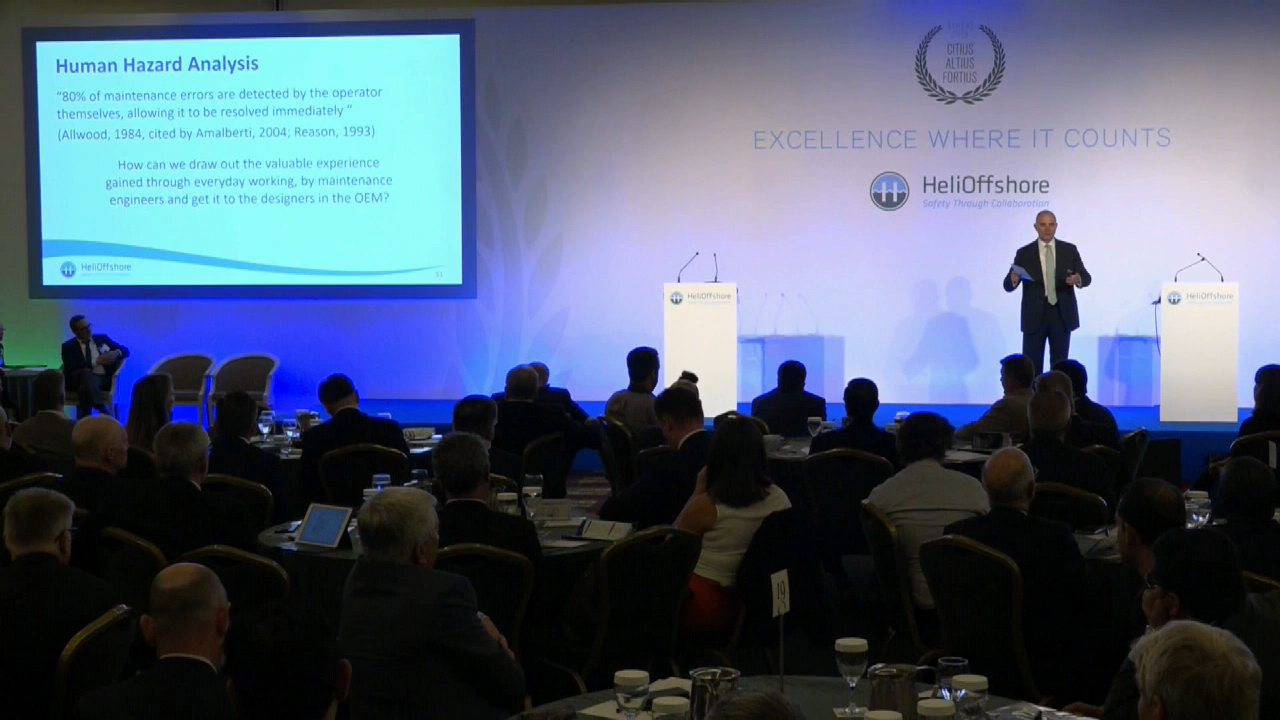 Human Hazard Analysis
"80% of maintenance errors are detected by the operator
themselves, allowing it to be resolved immediately "
(Allwood, 1984, cited by Amalberti, 2004; Reason, 1993)
How can we draw out the valuable experience
gained through everyday working, by maintenance
engineers and get it to the designers in the OEM?
HeliOffshore
51
CITIUS
ALTIUS
FORTIUS
EXCELLENCE WHERE IT COUNTS
HeliOffshore
Safety Through Collaboration
HeliOffshore
HeliOffshore
19